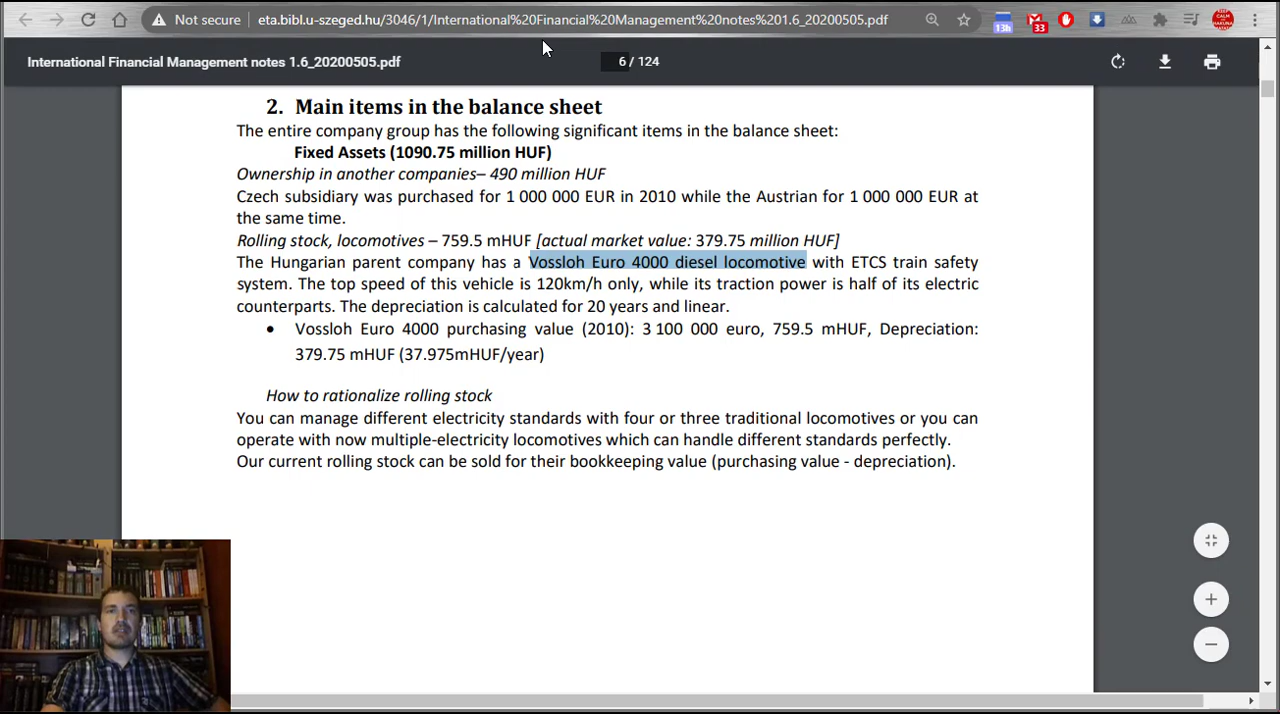 Not secure
eta.bibl.u-szeged.hu/3046/1/International%20Financial%20Management%20notes%201.6_20200505.pdf
13h
33
International Financial Management notes 1.6_20200505.pdf
6 / 124
2. Main items in the balance sheet
The entire company group has the following significant items in the balance sheet:
Fixed Assets (1090.75 million HUF)
Ownership in another companies– 490 million HUF
Czech subsidiary was purchased for 1 000 000 EUR in 2010 while the Austrian for 1 000 000 EUR at
the same time.
Rolling stock, locomotives – 759.5 mHUF [actual market value: 379.75 million HUF]
The Hungarian parent company has a Vossloh Euro 4000 diesel locomotive with ETCS train safety
system. The top speed of this vehicle is 120km/h only, while its traction power is half of its electric
counterparts. The depreciation is calculated for 20 years and linear.
• Vossloh Euro 4000 purchasing value (2010): 3 100 000 euro, 759.5 mHUF, Depreciation:
379.75 mHUF (37.975mHUF/year)
How to rationalize rolling stock
You can manage different electricity standards with four or three traditional locomotives or you can
operate with now multiple-electricity locomotives which can handle different standards perfectly.
Our current rolling stock can be sold for their bookkeeping value (purchasing value - depreciation).